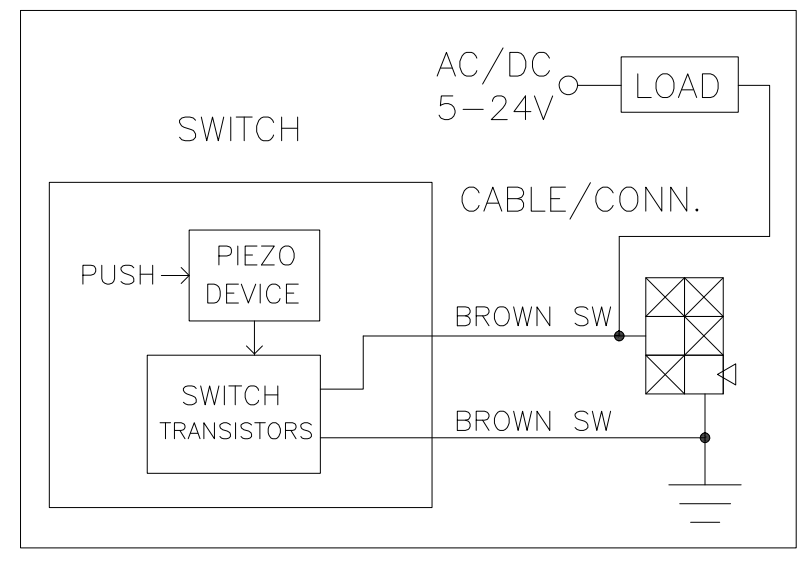 AC/DC
5-24V
LOAD
SWITCH
CABLE/CONN.
PIEZO
DEVICE
PUSH
BROWN SW
SWITCH
TRANSISTORS
BROWN SW